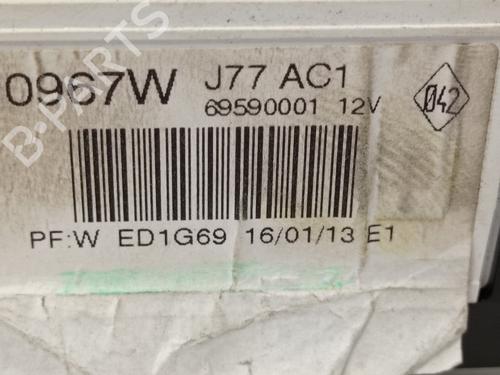 0967W J77 AC1
69590001 12V
042
PF:W ED1G69 16/01/13 E1
B-PARTS